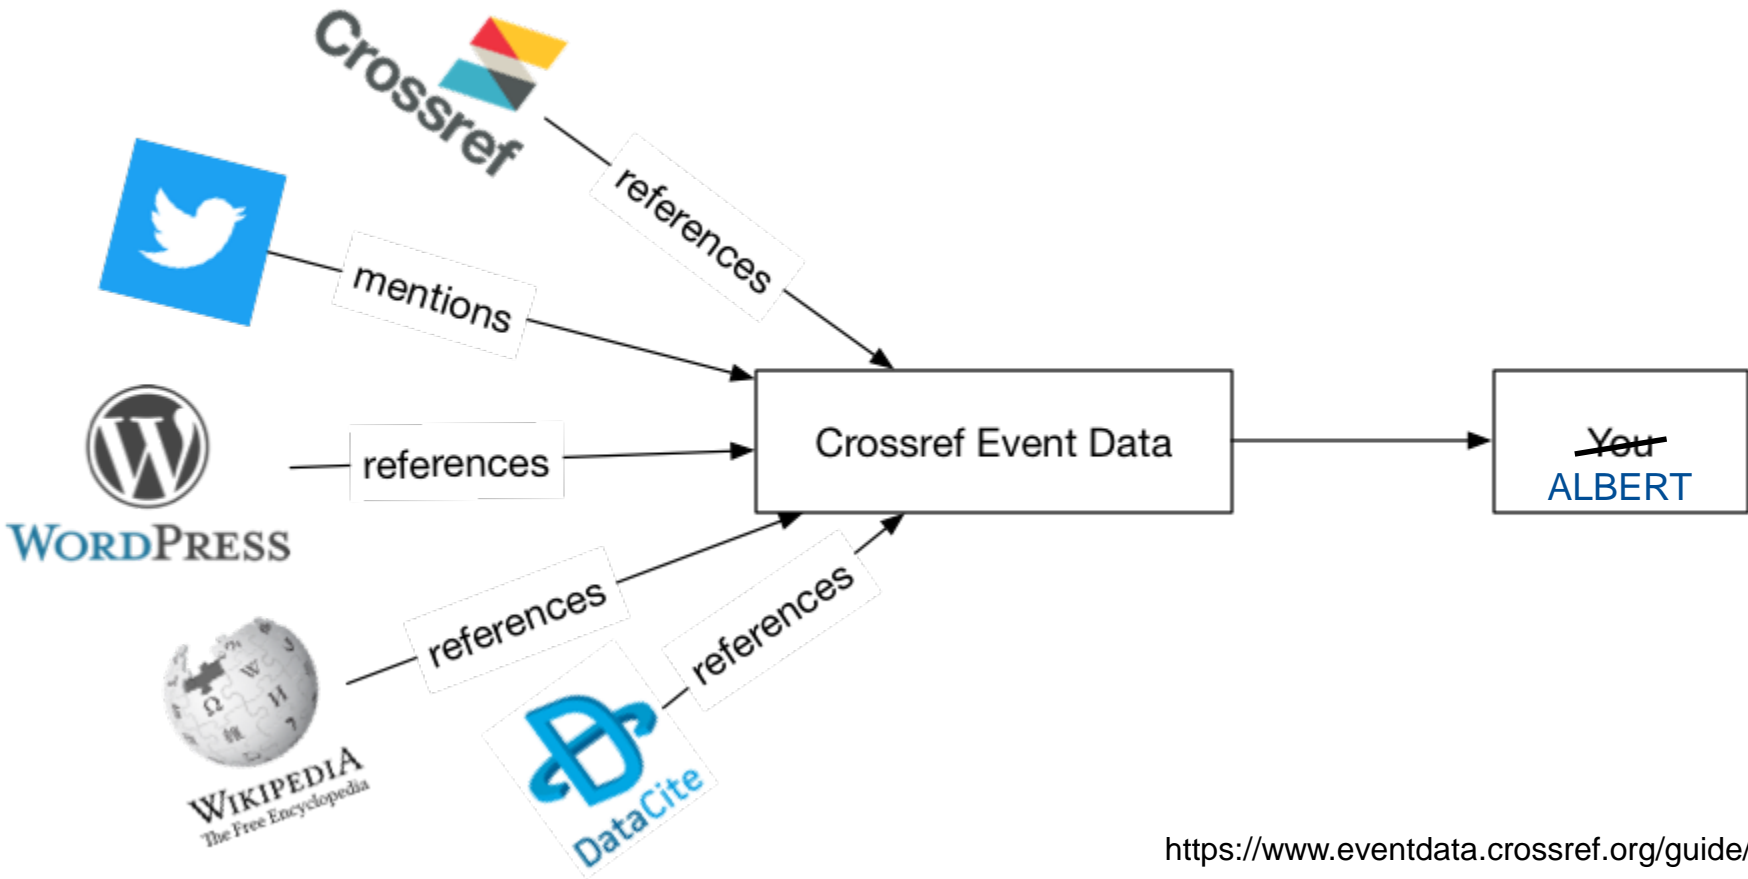 Crossref
references
mentions
references
WORDPRESS
Crossref Event Data
You
ALBERT
references
references
WIKIPEDIA
The Free Encyclopedia
DataCite
https://www.eventdata.crossref.org/guide/